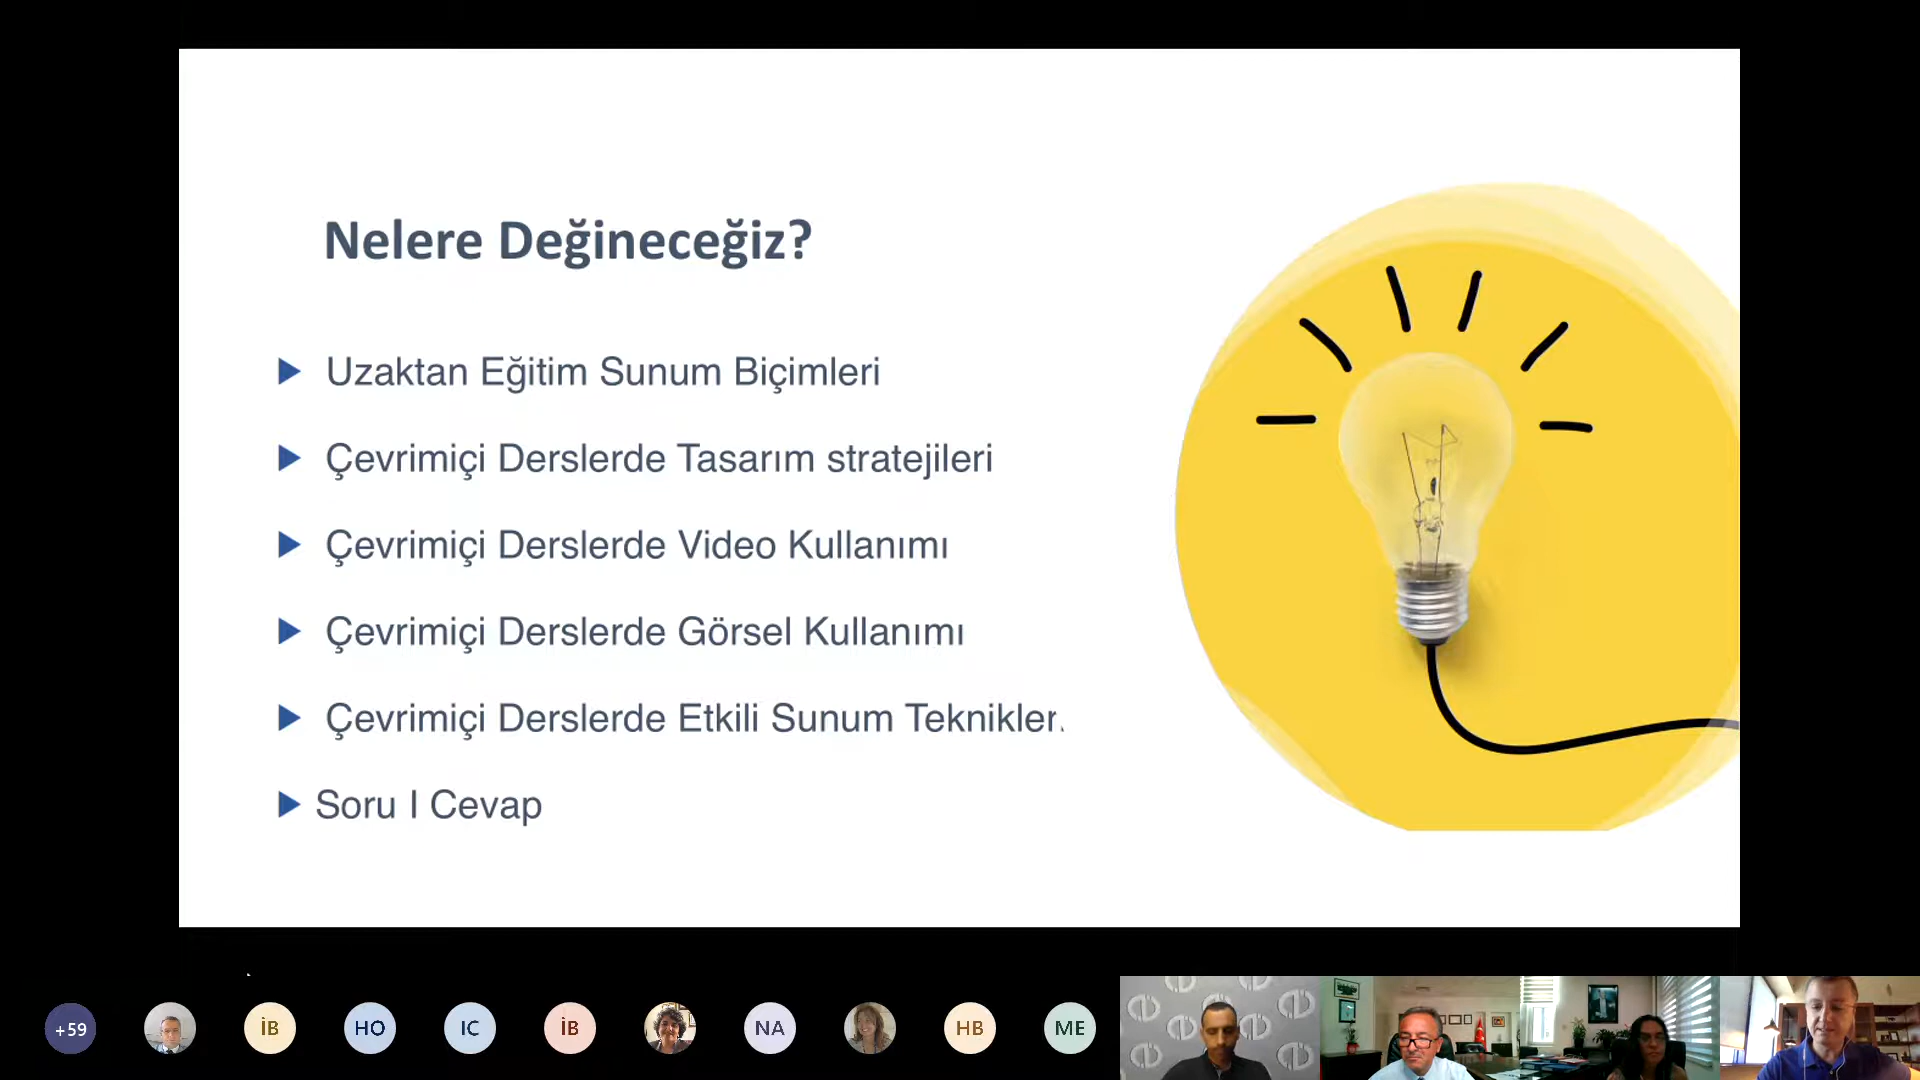 Nelere Değineceğiz?
Uzaktan Eğitim Sunum Biçimleri
Çevrimiçi Derslerde Tasarım stratejileri
Çevrimiçi Derslerde Video Kullanımı
Çevrimiçi Derslerde Görsel Kullanımı
Çevrimiçi Derslerde Etkili Sunum Teknikler
Soru I Cevap
+59
İB
HO
IC
İB
NA
HB
ME